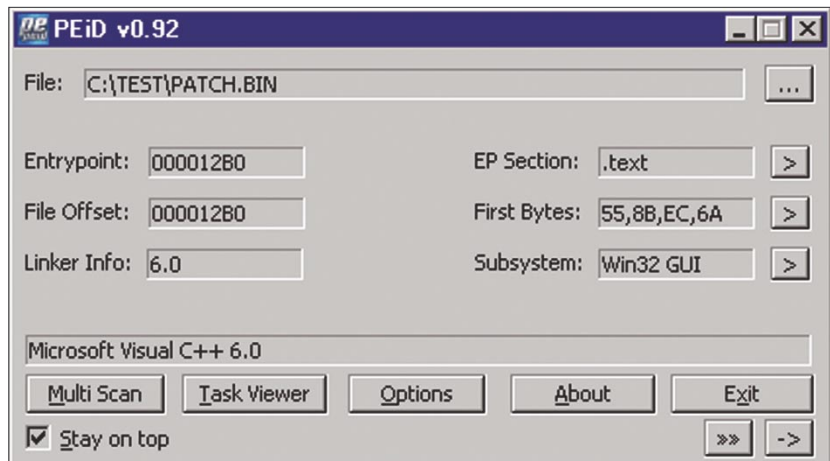 PEiD v0.92
File: C:\TEST\PATCH.BIN ...
Entrypoint: 000012B0 EP Section: .text >
File Offset: 000012B0 First Bytes: 55,8B,EC,6A >
Linker Info: 6.0 Subsystem: Win32 GUI >
Microsoft Visual C++ 6.0
Multi Scan Task Viewer Options About Exit
Stay on top »» ->